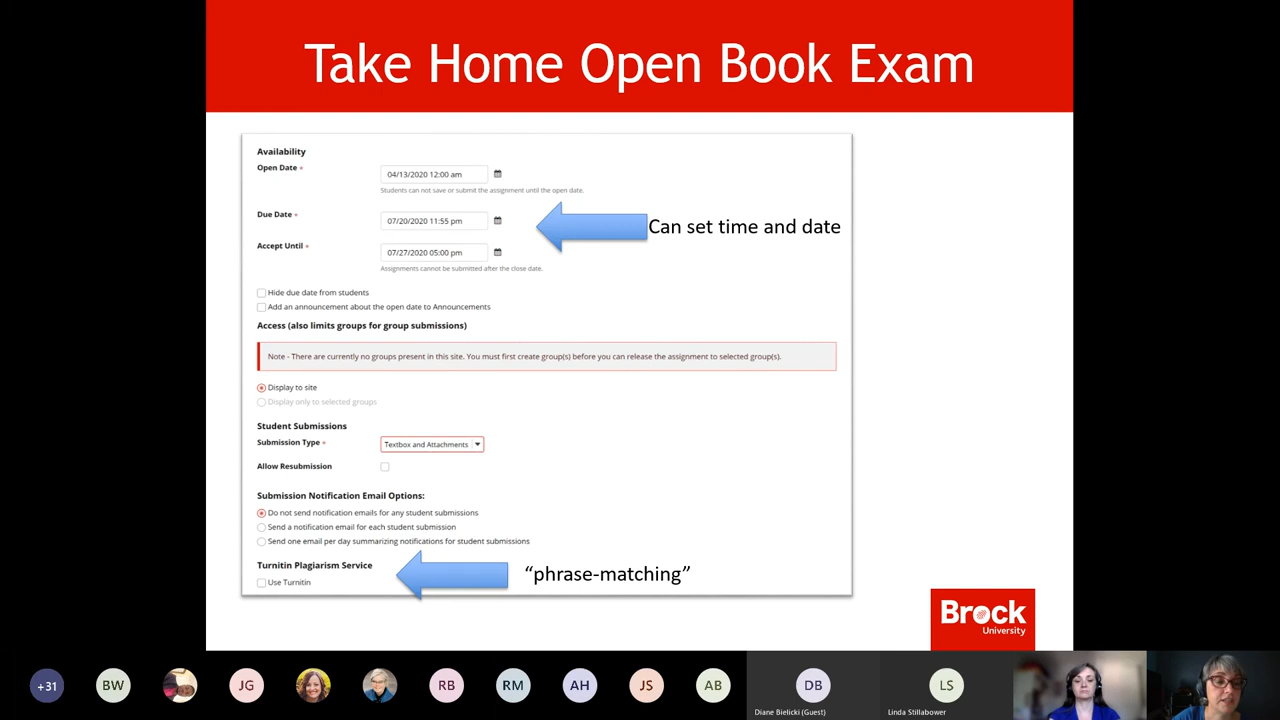 Take Home Open Book Exam
Availability
Open Date *
04/13/2020 12:00 am
Students can not save or submit the assignment until the open date.
Due Date *
07/20/2020 11:55 pm
Can set time and date
Accept Until *
07/27/2020 05:00 pm
Assignments cannot be submitted after the close date.
Hide due date from students
Add an announcement about the open date to Announcements
Access (also limits groups for group submissions)
Note - There are currently no groups present in this site. You must first create group(s) before you can release the assignment to selected group(s).
Display to site
Display only to selected groups
Student Submissions
Submission Type *
Textbox and Attachments
Allow Resubmission
Submission Notification Email Options:
Do not send notification emails for any student submissions
Send a notification email for each student submission
Send one email per day summarizing notifications for student submissions
Turnitin Plagiarism Service
“phrase-matching”
Use Turnitin
Brock
University
+31
BW
JG
RB
RM
AH
JS
AB
DB
LS
Diane Bielicki (Guest)
Linda Stillabower